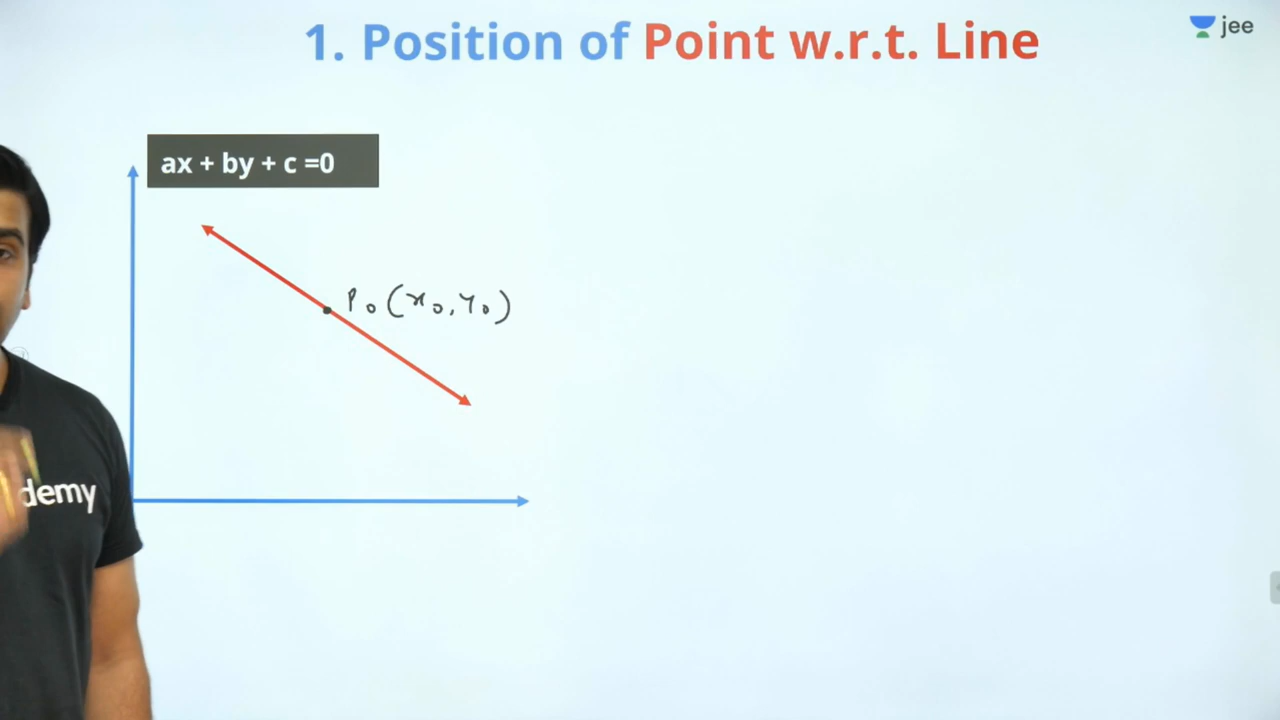 1. Position of Point w.r.t. Line
jee
ax + by + c =0
P₀(x₀,y₀)
demy